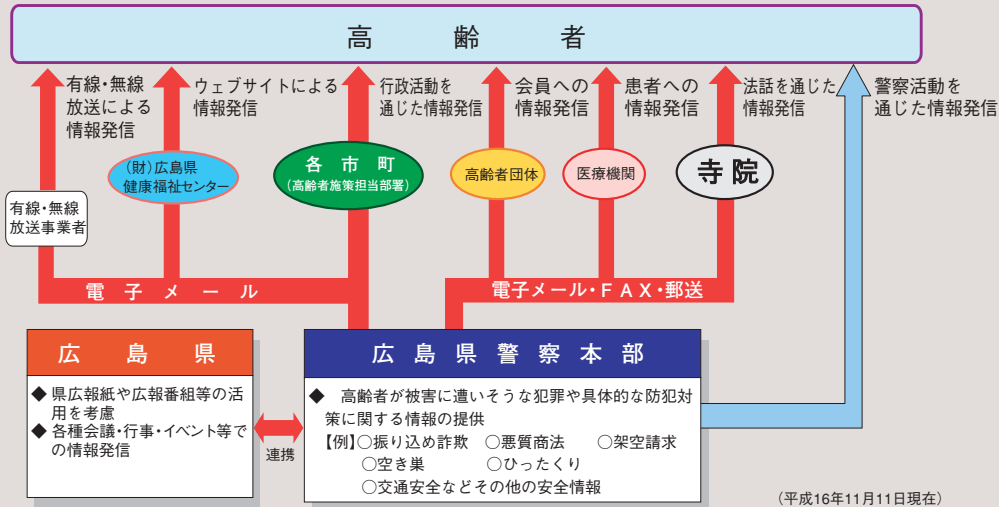 高齢者
有線・無線
放送による
情報発信
ウェブサイトによる
情報発信
行政活動を
通じた情報発信
会員への
情報発信
患者への
情報発信
法話を通じた
情報発信
警察活動を
通じた情報発信
(財)広島県
健康福祉センター
各市町
(高齢者施策担当部署)
高齢者団体
医療機関
寺院
有線・無線
放送事業者
電子メール
電子メール・FAX・郵送
広島県
◆ 県広報紙や広報番組等の活
用を考慮
◆ 各種会議・行事・イベント等で
の情報発信
連携
広島県警察本部
◆ 高齢者が被害に遭いそうな犯罪や具体的な防犯対
策に関する情報の提供
【例】○振り込め詐欺 ○悪質商法 ○架空請求
○空き巣 ○ひったくり
○交通安全などその他の安全情報
(平成16年11月11日現在)